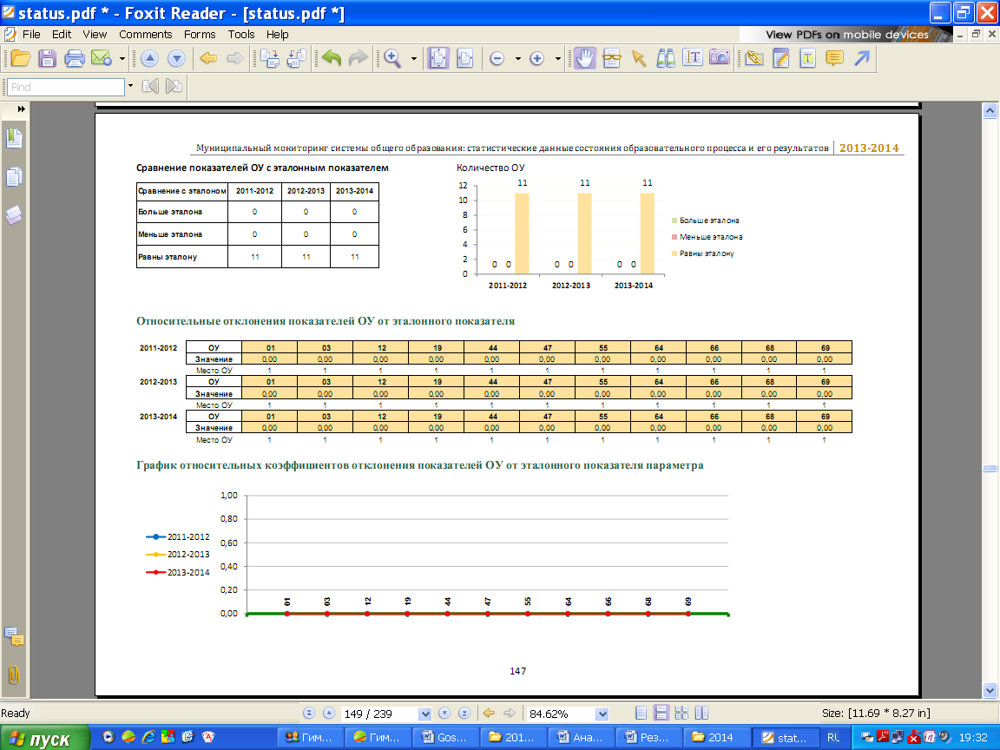 status.pdf * - Foxit Reader - [status.pdf *]
File Edit View Comments Forms Tools Help
View PDFs on mobile devices
Find
Муниципальный мониторинг системы общего образования: статистические данные состояния образовательного процесса и его результатов 2013-2014
Сравнение показателей ОУ с эталонным показателем
Сравнение с эталоном 2011-2012 2012-2013 2013-2014
Больше эталона 0 0 0
Меньше эталона 0 0 0
Равны эталону 11 11 11
Количество ОУ
12
10
8
6
4
2
0
11 11 11
0 0 0 0 0 0
2011-2012 2012-2013 2013-2014
Больше эталона
Меньше эталона
Равны эталону
Относительные отклонения показателей ОУ от эталонного показателя
2011-2012 ОУ 01 03 12 19 44 47 55 64 66 68 69
Значение 0,00 0,00 0,00 0,00 0,00 0,00 0,00 0,00 0,00 0,00 0,00
Место ОУ 1 1 1 1 1 1 1 1 1 1 1
2012-2013 ОУ 01 03 12 19 44 47 55 64 66 68 69
Значение 0,00 0,00 0,00 0,00 0,00 0,00 0,00 0,00 0,00 0,00 0,00
Место ОУ 1 1 1 1 1 1 1 1 1 1 1
2013-2014 ОУ 01 03 12 19 44 47 55 64 66 68 69
Значение 0,00 0,00 0,00 0,00 0,00 0,00 0,00 0,00 0,00 0,00 0,00
Место ОУ 1 1 1 1 1 1 1 1 1 1 1
График относительных коэффициентов отклонения показателей ОУ от эталонного показателя параметра
2011-2012
2012-2013
2013-2014
1,00
0,80
0,60
0,40
0,20
0,00
01 03 12 19 44 47 55 64 66 68 69
147
Ready 149 / 239 84.62% Size: [11.69 * 8.27 in]
пуск Гим... Гим... Gos... 201... Ана... Рез... 2014 stat... RU 19:32